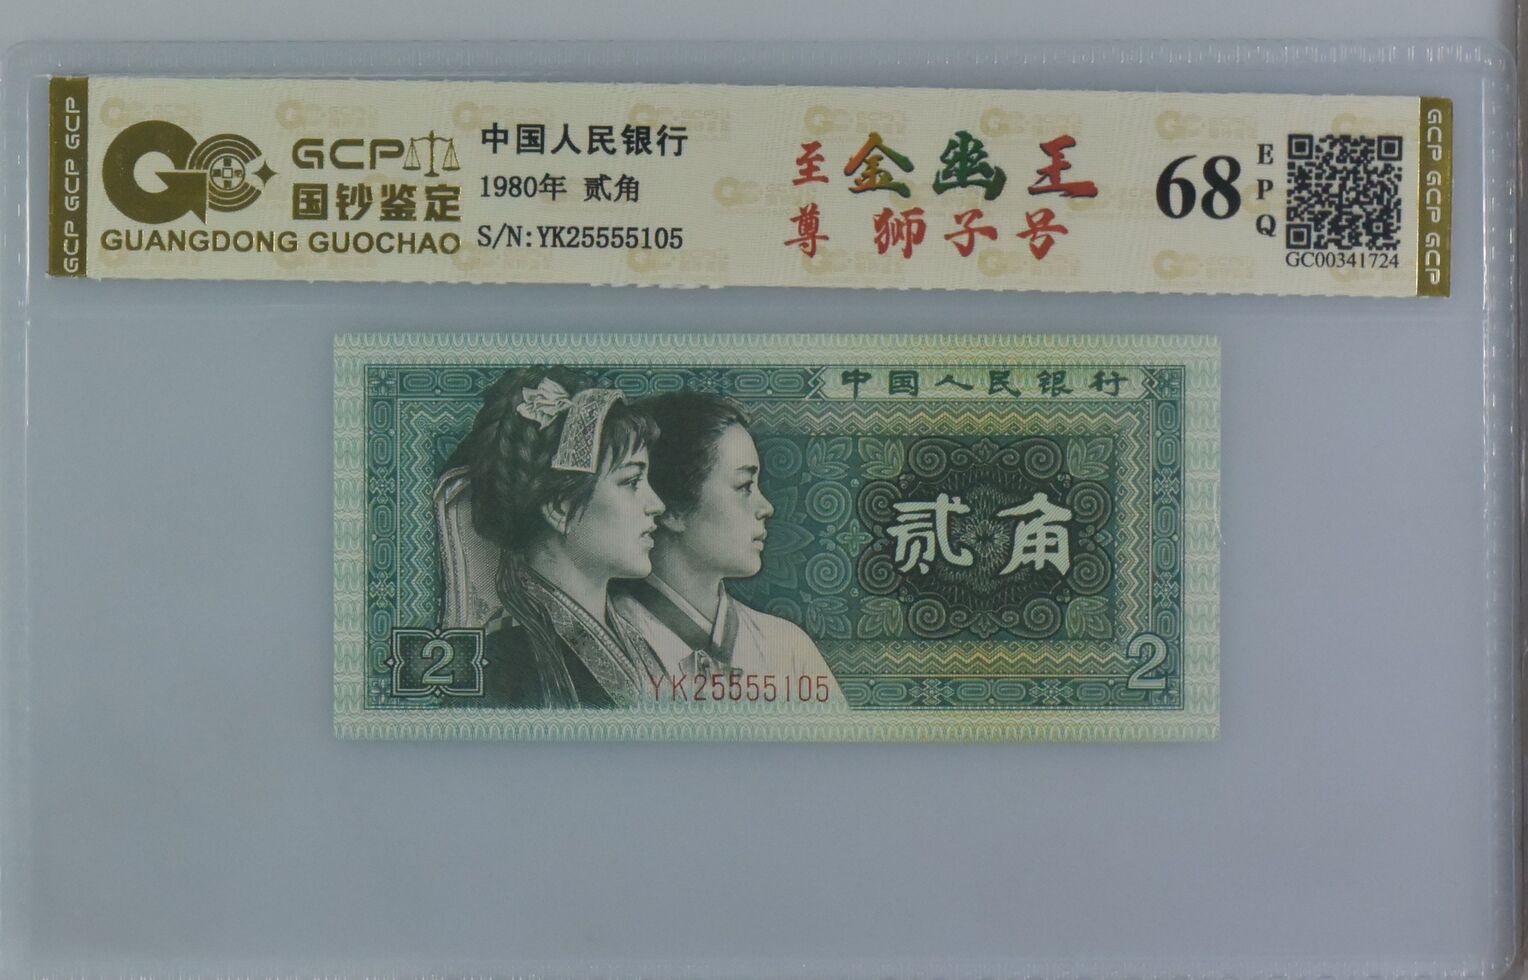 GCP GCP GCP
GCP
国钞鉴定
GUANGDONG GUOCHAO
中国人民银行
1980年 贰角
S/N:YK25555105
至尊
金幽王
狮子号
68
EPQ
GC00341724
GCP GCP GCP
中国人民银行
贰角
2
2
YK25555105